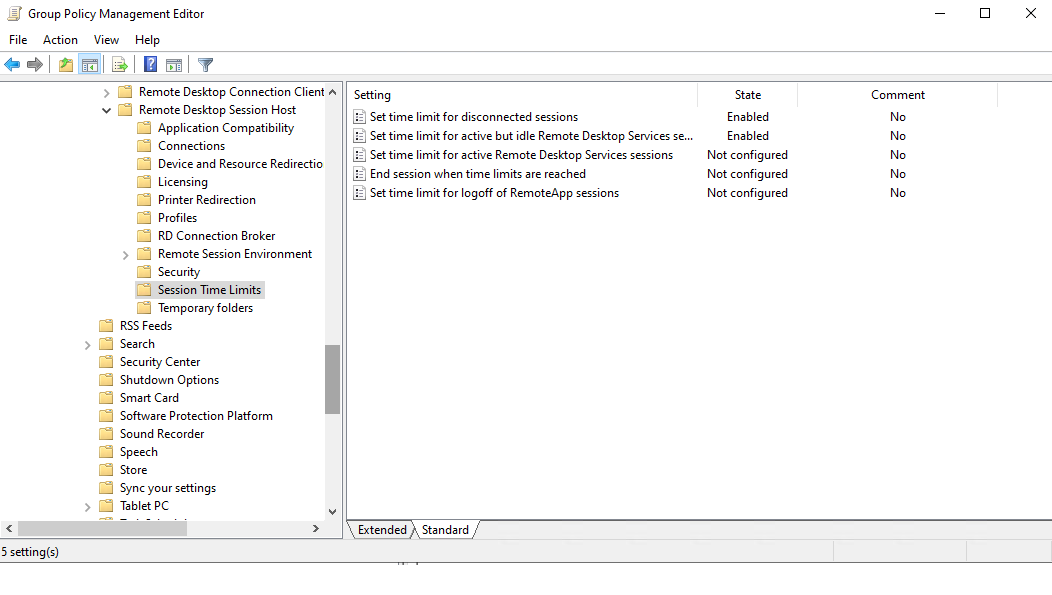 Group Policy Management Editor
File Action View Help
Remote Desktop Connection Client
Remote Desktop Session Host
Application Compatibility
Connections
Device and Resource Redirectio
Licensing
Printer Redirection
Profiles
RD Connection Broker
Remote Session Environment
Security
Session Time Limits
Temporary folders
RSS Feeds
Search
Security Center
Shutdown Options
Smart Card
Software Protection Platform
Sound Recorder
Speech
Store
Sync your settings
Tablet PC
Setting State Comment
Set time limit for disconnected sessions Enabled No
Set time limit for active but idle Remote Desktop Services se... Enabled No
Set time limit for active Remote Desktop Services sessions Not configured No
End session when time limits are reached Not configured No
Set time limit for logoff of RemoteApp sessions Not configured No
Extended Standard
5 setting(s)